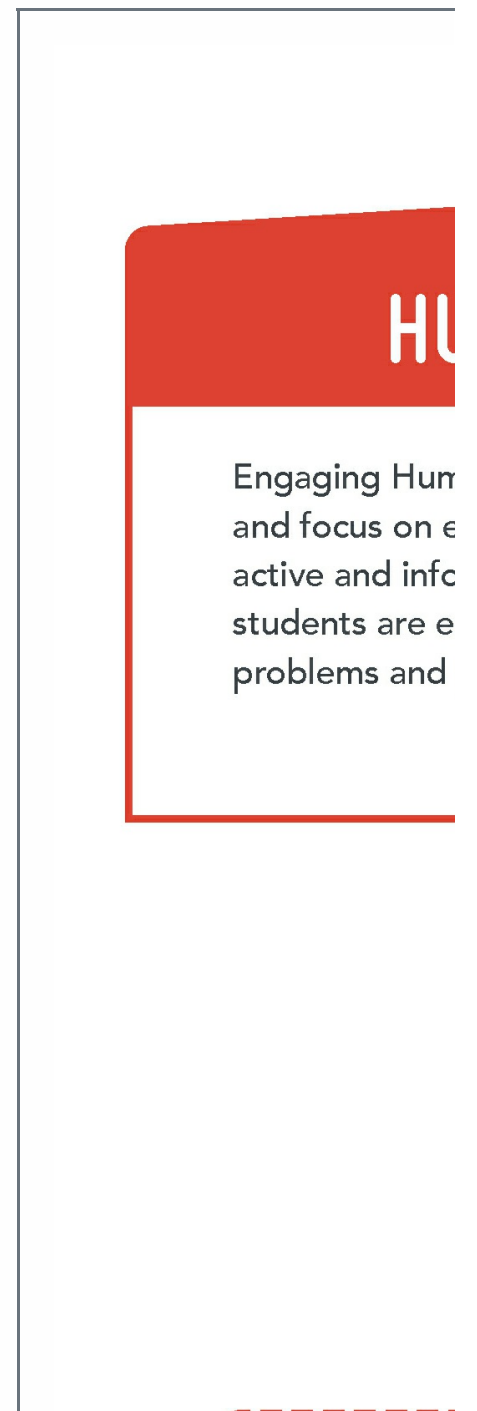 HU
Engaging Hum
and focus on e
active and info
students are e
problems and